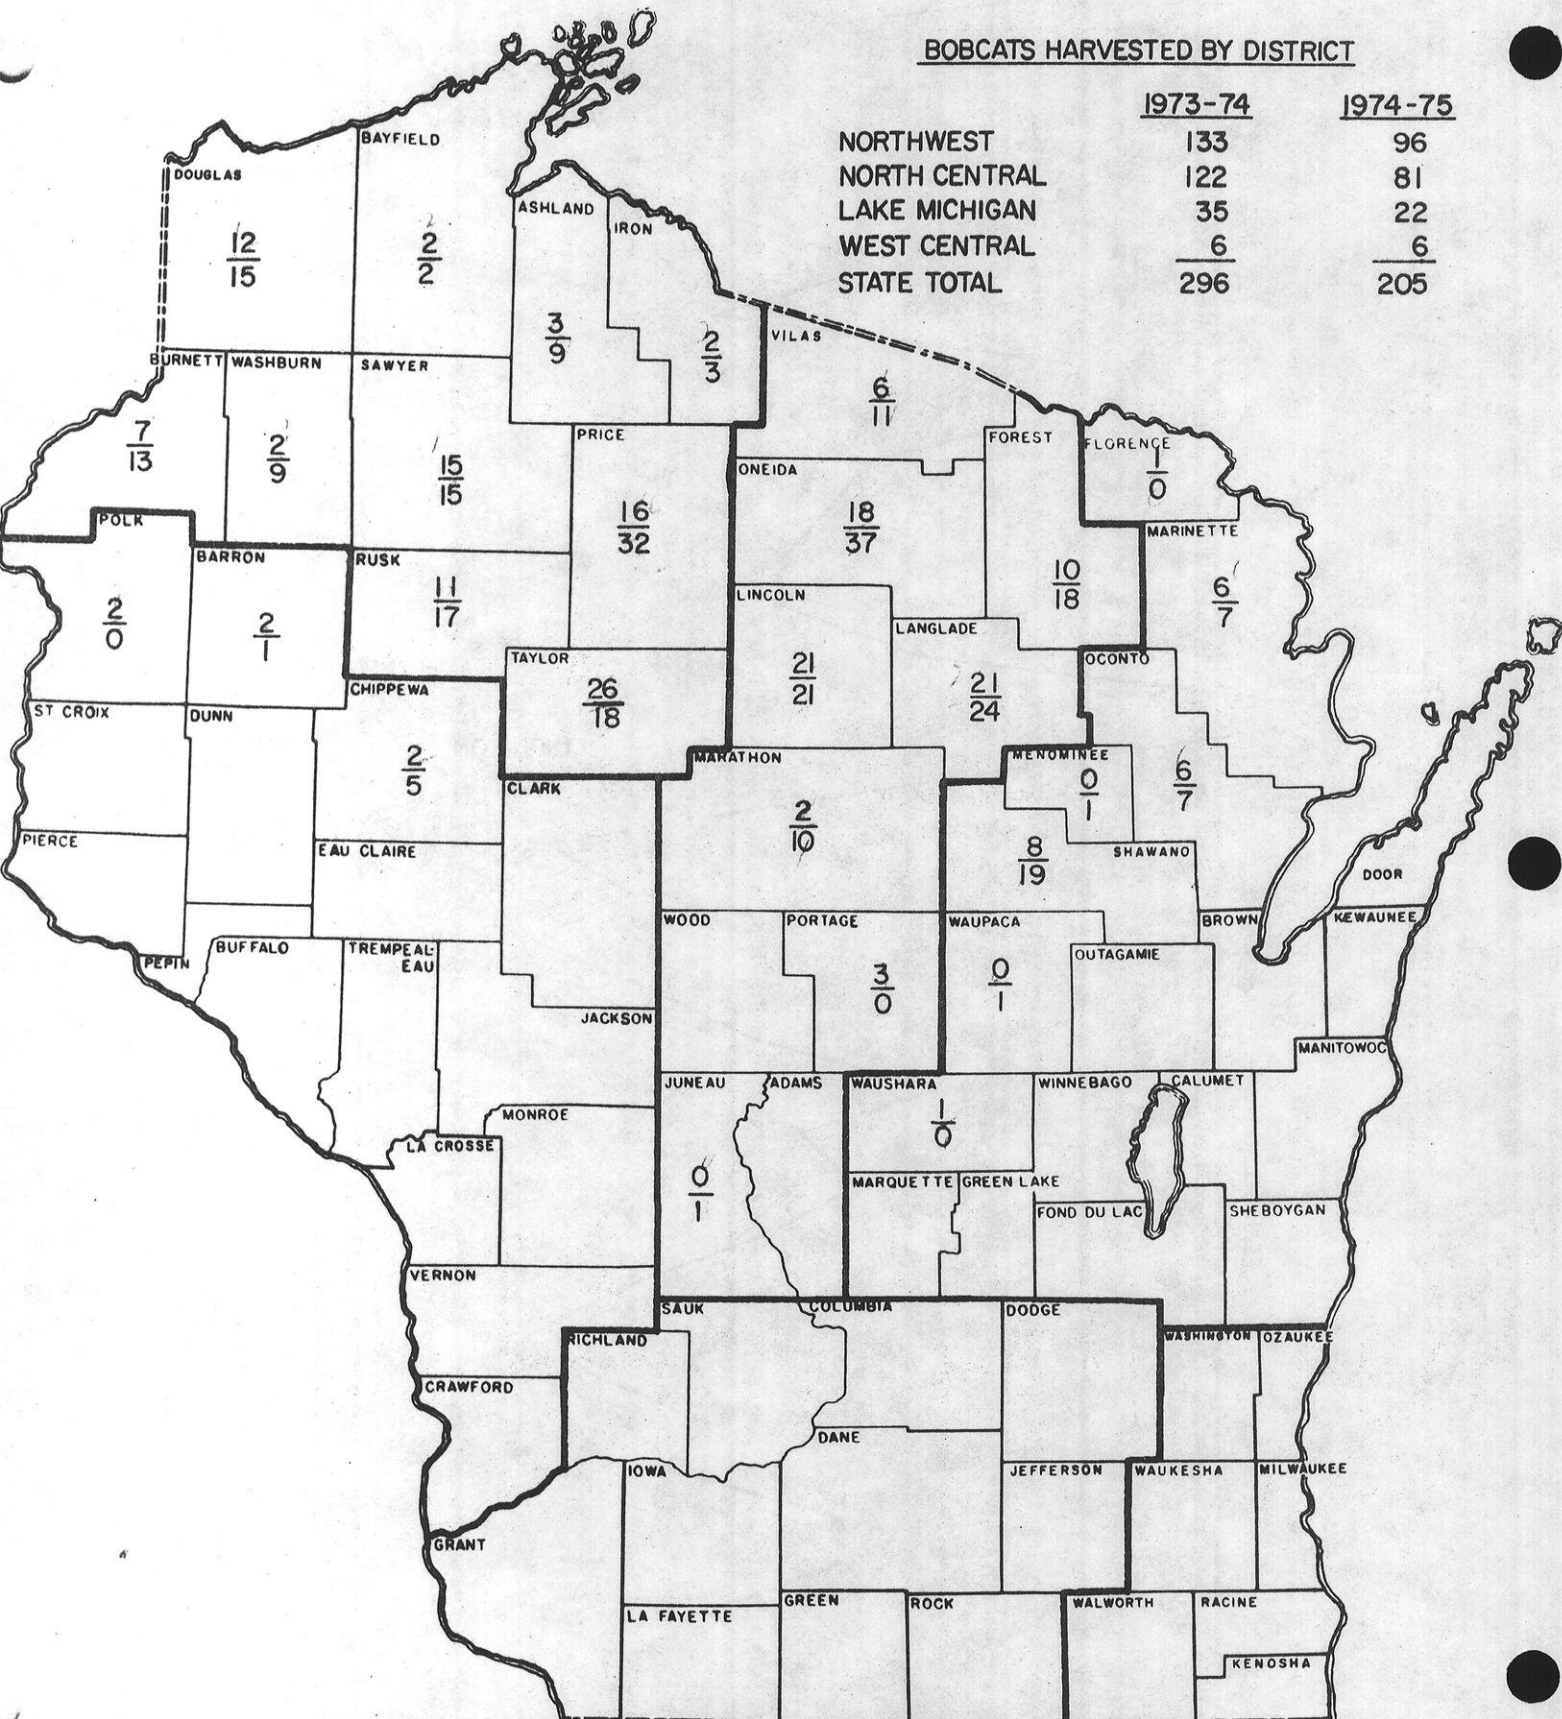 BOBCATS HARVESTED BY DISTRICT
1973-74 1974-75
NORTHWEST 133 96
NORTH CENTRAL 122 81
LAKE MICHIGAN 35 22
WEST CENTRAL 6 6
STATE TOTAL 296 205
BAYFIELD
2
2
DOUGLAS
12
15
ASHLAND
3
9
IRON
2
3
VILAS
6
11
BURNETT
7
13
WASHBURN
2
9
SAWYER
15
15
PRICE
16
32
ONEIDA
18
37
FOREST
10
18
FLORENCE
1
0
MARINETTE
6
7
POLK
2
0
BARRON
2
1
RUSK
11
17
LINCOLN
21
21
LANGLADE
21
24
TAYLOR
26
18
OCONTO
6
7
CHIPPEWA
2
5
ST CROIX
DUNN
MARATHON
2
10
MENOMINEE
0
1
CLARK
PIERCE
EAU CLAIRE
SHAWANO
8
19
DOOR
WOOD
PORTAGE
3
0
WAUPACA
0
1
BROWN
KEWAUNEE
BUFFALO
TREMPEAL-
EAU
OUTAGAMIE
PEPIN
JACKSON
MANITOWOC
JUNEAU
0
1
ADAMS
WAUSHARA
1
0
WINNEBAGO
CALUMET
MONROE
LA CROSSE
MARQUETTE
GREEN LAKE
FOND DU LAC
SHEBOYGAN
VERNON
SAUK
COLUMBIA
DODGE
RICHLAND
WASHINGTON
OZAUKEE
CRAWFORD
DANE
IOWA
JEFFERSON
WAUKESHA
MILWAUKEE
GRANT
LA FAYETTE
GREEN
ROCK
WALWORTH
RACINE
KENOSHA